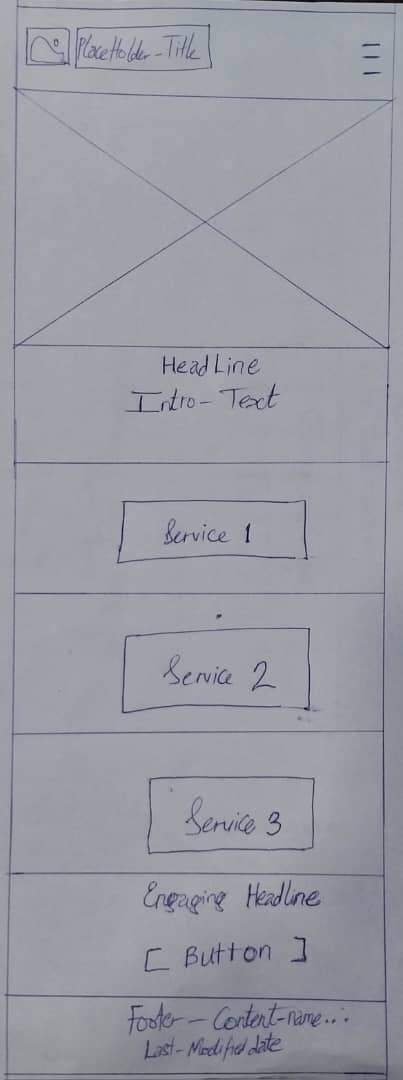 PlaceHolder-Title
HeadLine
Intro-Text
Service 1
Service 2
Service 3
Engaging Headline
[ Button ]
Footer - Content-name...
Last-Modified date